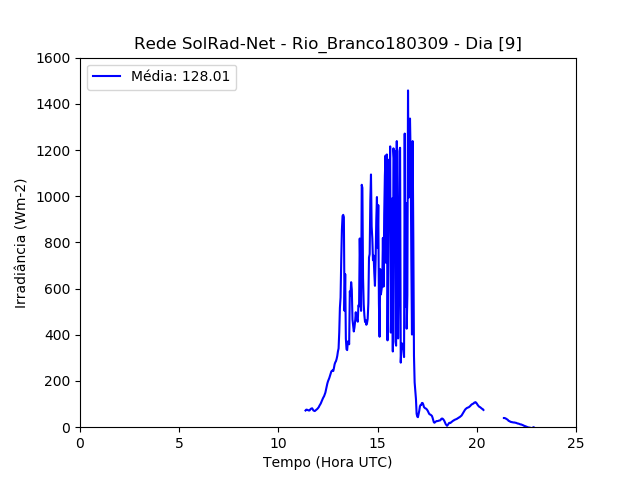 Rede SolRad-Net - Rio_Branco180309 - Dia [9]
Média: 128.01
1600
1400
1200
1000
800
600
400
200
0
Irradiância (Wm-2)
0 5 10 15 20 25
Tempo (Hora UTC)